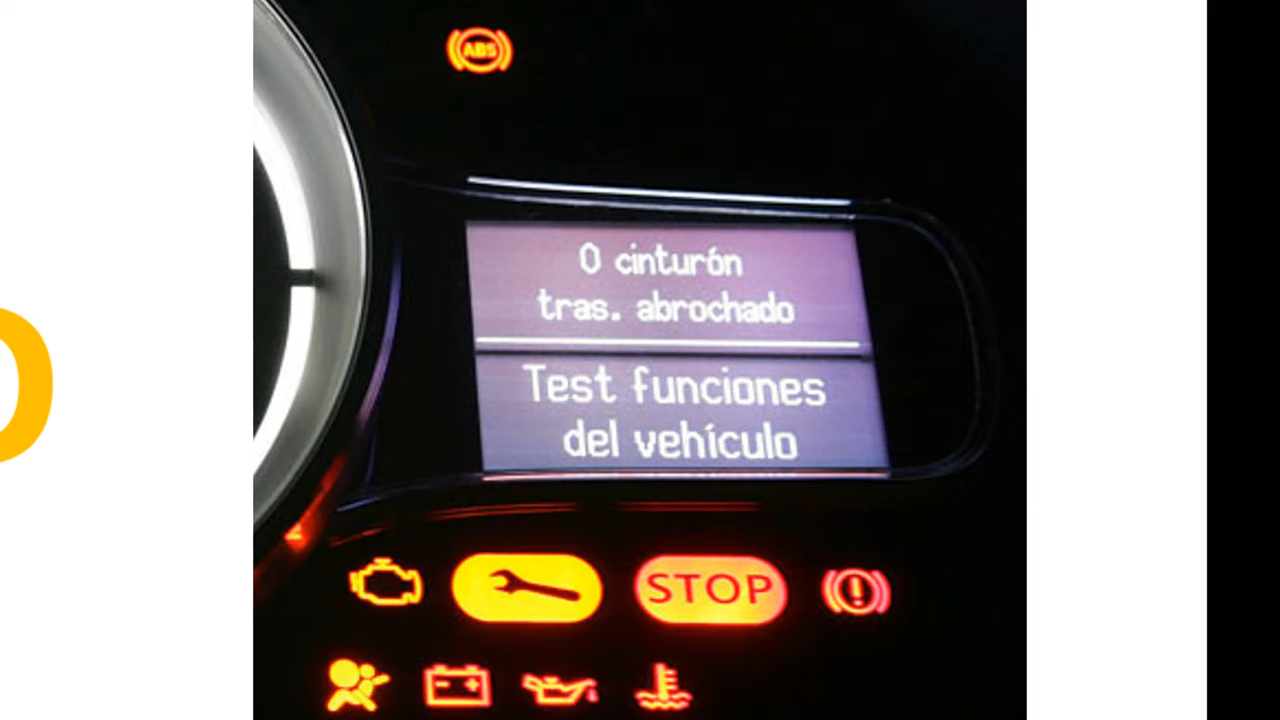 ABS
0 cinturón
tras. abrochado
Test funciones
del vehículo
STOP